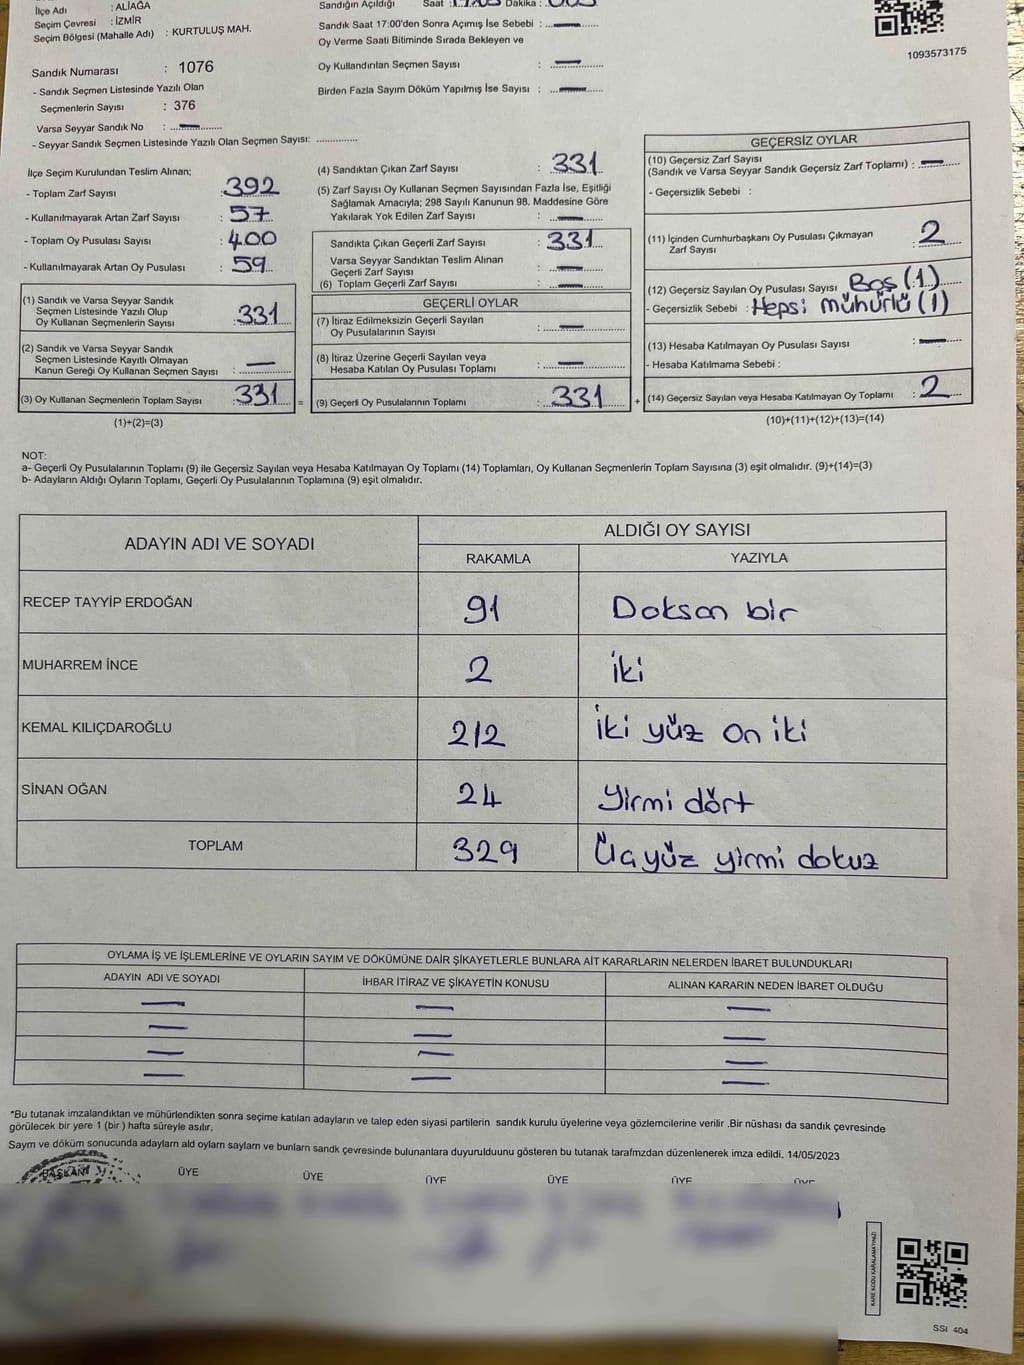 İlçe Adı : ALİAĞA
Seçim Çevresi : İZMİR
Seçim Bölgesi (Mahalle Adı) : KURTULUŞ MAH.
Sandık Numarası : 1076
- Sandık Seçmen Listesinde Yazılı Olan
Seçmenlerin Sayısı : 376
Varsa Seyyar Sandık No :
- Seyyar Sandık Seçmen Listesinde Yazılı Olan Seçmen Sayısı:
Sandığın Açıldığı Saat : Dakika :
Sandık Saat 17:00'den Sonra Açımış İse Sebebi :
Oy Verme Saati Bitiminde Sırada Bekleyen ve
Oy Kullandırılan Seçmen Sayısı :
Birden Fazla Sayım Döküm Yapılmış İse Sayısı :
1093573175
İlçe Seçim Kurulundan Teslim Alınan;
- Toplam Zarf Sayısı : 392
- Kullanılmayarak Artan Zarf Sayısı : 57
- Toplam Oy Pusulası Sayısı : 400
- Kullanılmayarak Artan Oy Pusulası : 59
(1) Sandık ve Varsa Seyyar Sandık
Seçmen Listesinde Yazılı Olup
Oy Kullanan Seçmenlerin Sayısı : 331
(2) Sandık ve Varsa Seyyar Sandık
Seçmen Listesinde Kayıtlı Olmayan
Kanun Gereği Oy Kullanan Seçmen Sayısı :
(3) Oy Kullanan Seçmenlerin Toplam Sayısı : 331 =
(1)+(2)=(3)
(4) Sandıktan Çıkan Zarf Sayısı : 331
(5) Zarf Sayısı Oy Kullanan Seçmen Sayısından Fazla İse, Eşitliği
Sağlamak Amacıyla; 298 Sayılı Kanunun 98. Maddesine Göre
Yakılarak Yok Edilen Zarf Sayısı :
Sandıkta Çıkan Geçerli Zarf Sayısı : 331
Varsa Seyyar Sandıktan Teslim Alınan
Geçerli Zarf Sayısı :
(6) Toplam Geçerli Zarf Sayısı :
GEÇERLİ OYLAR
(7) İtiraz Edilmeksizin Geçerli Sayılan
Oy Pusulalarının Sayısı :
(8) İtiraz Üzerine Geçerli Sayılan veya
Hesaba Katılan Oy Pusulası Toplamı :
(9) Geçerli Oy Pusulalarının Toplamı : 331 +
GEÇERSİZ OYLAR
(10) Geçersiz Zarf Sayısı
(Sandık ve Varsa Seyyar Sandık Geçersiz Zarf Toplamı) :
- Geçersizlik Sebebi :
(11) İçinden Cumhurbaşkanı Oy Pusulası Çıkmayan
Zarf Sayısı : 2
(12) Geçersiz Sayılan Oy Pusulası Sayısı : Boş (1)
- Geçersizlik Sebebi : Hepsi mühürlü (1)
(13) Hesaba Katılmayan Oy Pusulası Sayısı :
- Hesaba Katılmama Sebebi :
(14) Geçersiz Sayılan veya Hesaba Katılmayan Oy Toplamı : 2
(10)+(11)+(12)+(13)=(14)
NOT:
a- Geçerli Oy Pusulalarının Toplamı (9) ile Geçersiz Sayılan veya Hesaba Katılmayan Oy Toplamı (14) Toplamları, Oy Kullanan Seçmenlerin Toplam Sayısına (3) eşit olmalıdır. (9)+(14)=(3)
b- Adayların Aldığı Oyların Toplamı, Geçerli Oy Pusulalarının Toplamına (9) eşit olmalıdır.
ADAYIN ADI VE SOYADI
ALDIĞI OY SAYISI
RAKAMLA YAZIYLA
RECEP TAYYİP ERDOĞAN 91 Doksan bir
MUHARREM İNCE 2 İki
KEMAL KILIÇDAROĞLU 212 İki yüz on iki
SİNAN OĞAN 24 Yirmi dört
TOPLAM 329 Üçyüz yirmi dokuz
OYLAMA İŞ VE İŞLEMLERİNE VE OYLARIN SAYIM VE DÖKÜMÜNE DAİR ŞİKAYETLERLE BUNLARA AİT KARARLARIN NELERDEN İBARET BULUNDUKLARI
ADAYIN ADI VE SOYADI İHBAR İTİRAZ VE ŞİKAYETİN KONUSU ALINAN KARARIN NEDEN İBARET OLDUĞU
*Bu tutanak imzalandıktan ve mühürlendikten sonra seçime katılan adayların ve talep eden siyasi partilerin sandık kurulu üyelerine veya gözlemcilerine verilir .Bir nüshası da sandık çevresinde
görülecek bir yere 1 (bir ) hafta süreyle asılır.
Sayım ve döküm sonucunda adayların ald oyların sayların ve bunların sandk çevresinde bulunanlara duyurulduunu gösteren bu tutanak tarafmzdan düzenlenerek imza edildi. 14/05/2023
BAŞKAN ÜYE ÜYE ÜYE ÜYE ÜYE ÜYE
KARE KODU KARALAMAYINIZ!
SSI 404